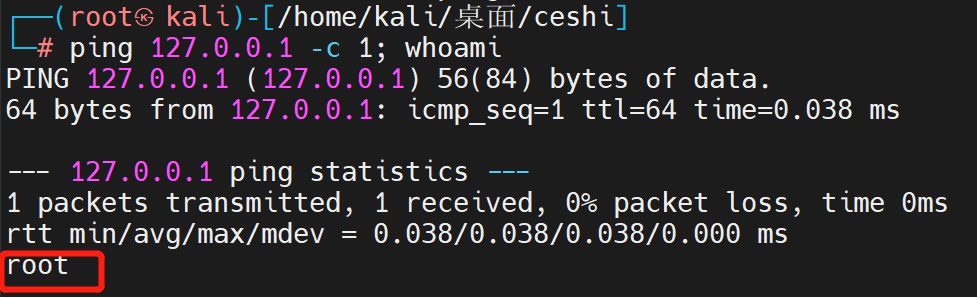 ┌──(root㉿kali)-[/home/kali/桌面/ceshi]
└─# ping 127.0.0.1 -c 1; whoami
PING 127.0.0.1 (127.0.0.1) 56(84) bytes of data.
64 bytes from 127.0.0.1: icmp_seq=1 ttl=64 time=0.038 ms
--- 127.0.0.1 ping statistics ---
1 packets transmitted, 1 received, 0% packet loss, time 0ms
rtt min/avg/max/mdev = 0.038/0.038/0.038/0.000 ms
root